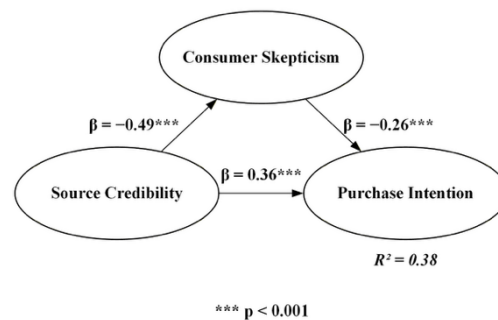 Consumer Skepticism
β = −0.49***
β = −0.26***
β = 0.36***
Source Credibility
Purchase Intention
R² = 0.38
*** p < 0.001